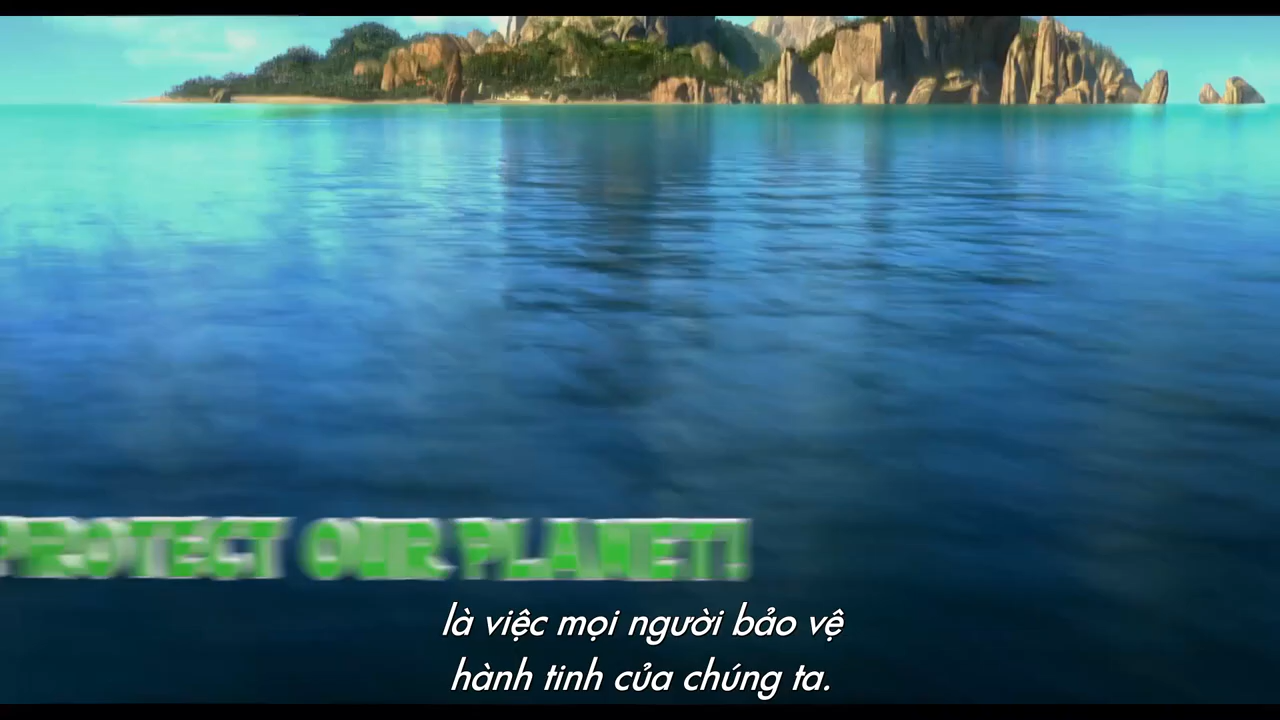 PROTECT OUR PLANET!
là việc mọi người bảo vệ
hành tinh của chúng ta.